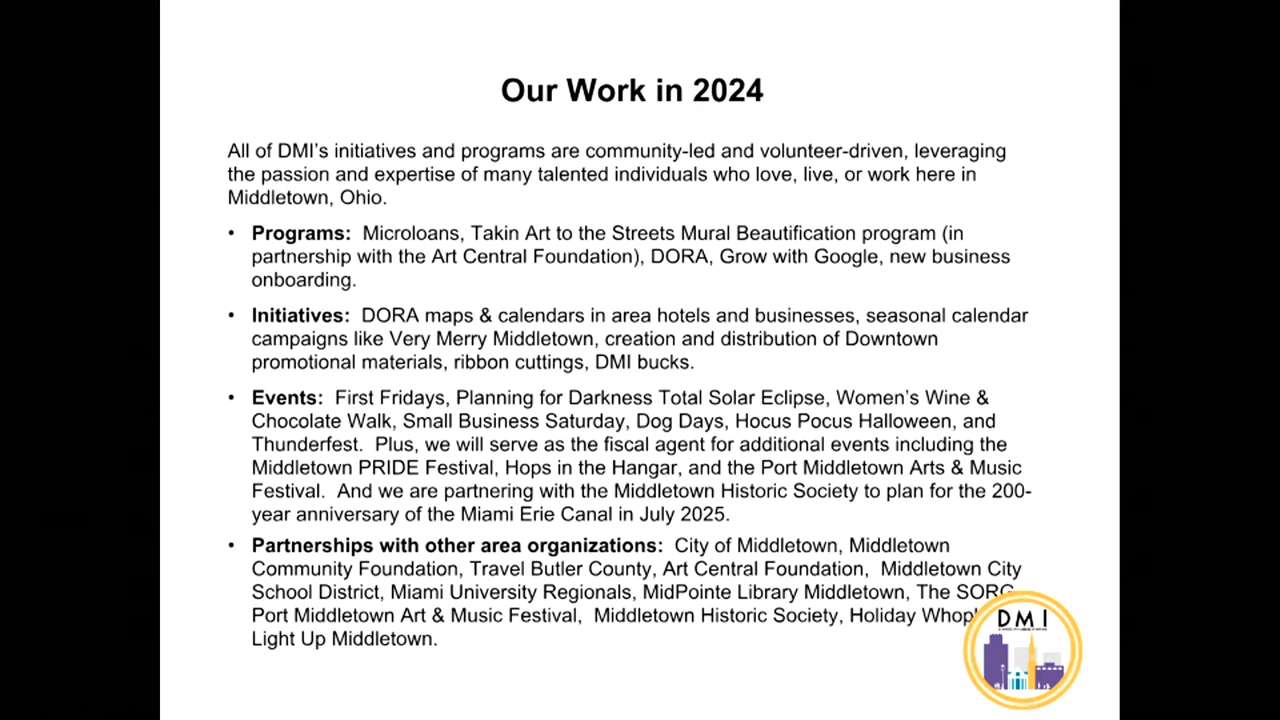 Our Work in 2024
All of DMI's initiatives and programs are community-led and volunteer-driven, leveraging
the passion and expertise of many talented individuals who love, live, or work here in
Middletown, Ohio.
• Programs: Microloans, Takin Art to the Streets Mural Beautification program (in
partnership with the Art Central Foundation), DORA, Grow with Google, new business
onboarding.
• Initiatives: DORA maps & calendars in area hotels and businesses, seasonal calendar
campaigns like Very Merry Middletown, creation and distribution of Downtown
promotional materials, ribbon cuttings, DMI bucks.
• Events: First Fridays, Planning for Darkness Total Solar Eclipse, Women's Wine &
Chocolate Walk, Small Business Saturday, Dog Days, Hocus Pocus Halloween, and
Thunderfest. Plus, we will serve as the fiscal agent for additional events including the
Middletown PRIDE Festival, Hops in the Hangar, and the Port Middletown Arts & Music
Festival. And we are partnering with the Middletown Historic Society to plan for the 200-
year anniversary of the Miami Erie Canal in July 2025.
• Partnerships with other area organizations: City of Middletown, Middletown
Community Foundation, Travel Butler County, Art Central Foundation, Middletown City
School District, Miami University Regionals, MidPointe Library Middletown, The SORG
Port Middletown Art & Music Festival, Middletown Historic Society, Holiday
Light Up Middletown.
DMI